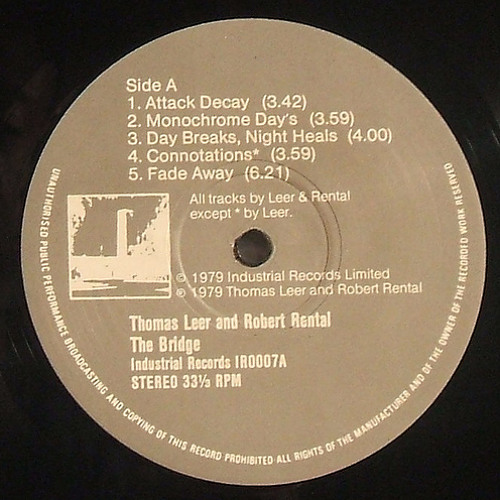 Side A
1. Attack Decay (3.42)
2. Monochrome Day's (3.59)
3. Day Breaks, Night Heals (4.00)
4. Connotations* (3.59)
5. Fade Away (6.21)
All tracks by Leer & Rental
except * by Leer.
© 1979 Industrial Records Limited
℗ 1979 Thomas Leer and Robert Rental
Thomas Leer and Robert Rental
The Bridge
Industrial Records IR0007A
STEREO 33⅓ RPM
UNAUTHORISED PUBLIC PERFORMANCE BROADCASTING AND COPYING OF THIS RECORD PROHIBITED ALL RIGHTS OF THE MANUFACTURER AND OF THE OWNER OF THE RECORDED WORK RESERVED